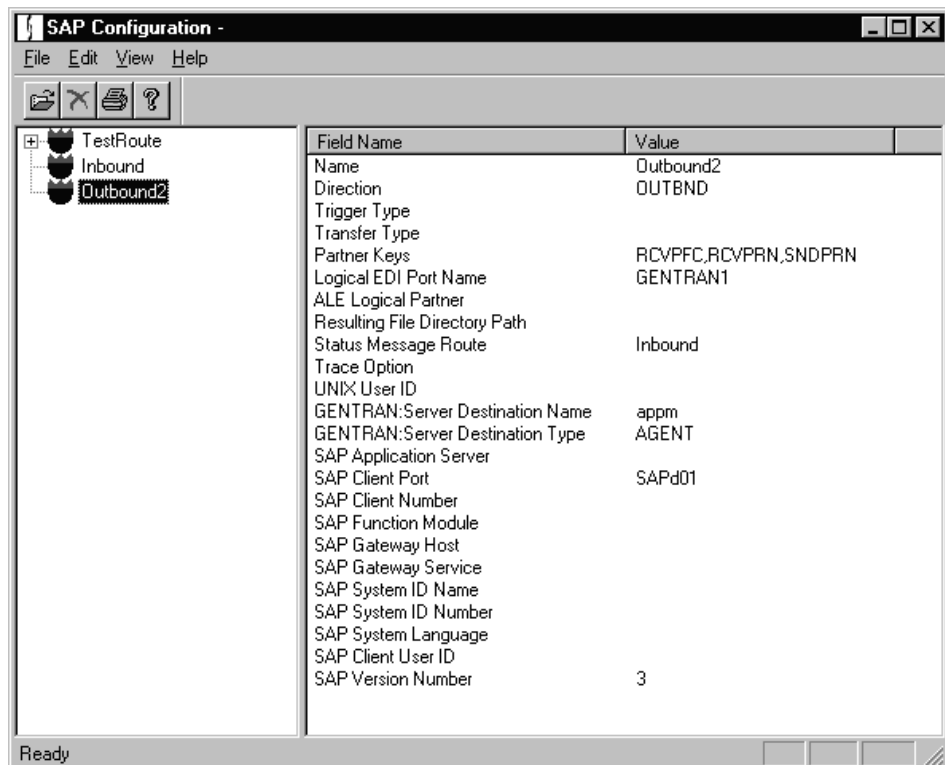 SAP Configuration -
File Edit View Help
TestRoute
Inbound
Outbound2
Field Name Value
Name Outbound2
Direction OUTBND
Trigger Type
Transfer Type
Partner Keys RCVPFC,RCVPRN,SNDPRN
Logical EDI Port Name GENTRAN1
ALE Logical Partner
Resulting File Directory Path
Status Message Route Inbound
Trace Option
UNIX User ID
GENTRAN:Server Destination Name appm
GENTRAN:Server Destination Type AGENT
SAP Application Server
SAP Client Port SAPd01
SAP Client Number
SAP Function Module
SAP Gateway Host
SAP Gateway Service
SAP System ID Name
SAP System ID Number
SAP System Language
SAP Client User ID
SAP Version Number 3
Ready